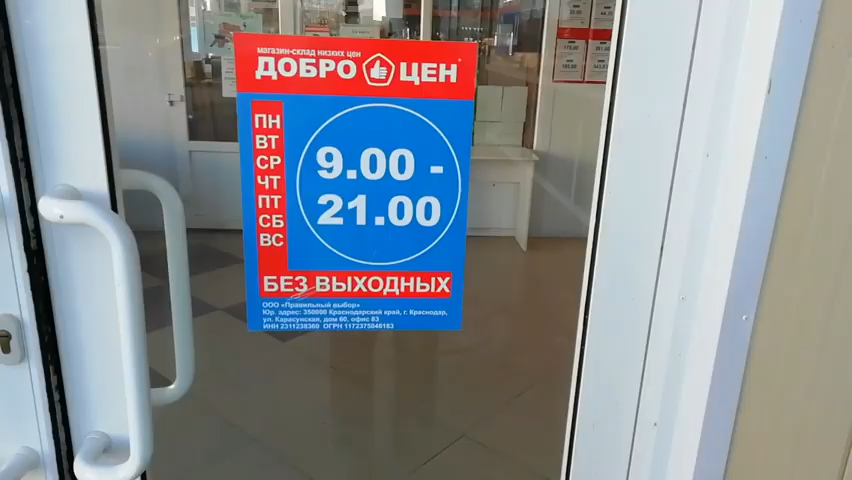 магазин-склад низких цен
ДОБРО ЦЕН
ПН
ВТ
СР
ЧТ
ПТ
СБ
ВС
9.00 -
21.00
БЕЗ ВЫХОДНЫХ
ООО «Правильный выбор»
Юр. адрес: 350000 Краснодарский край, г. Краснодар,
ул. Карасунская, дом 60, офис 83
ИНН 2311238360 ОГРН 1172375048183